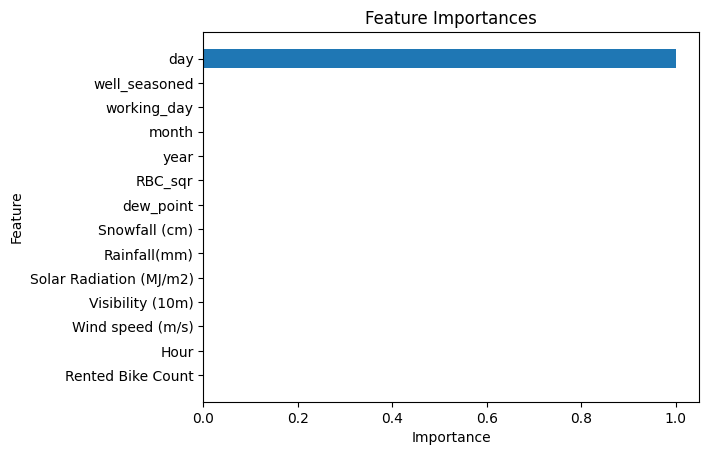 Feature Importances
day
well_seasoned
working_day
month
year
RBC_sqr
dew_point
Snowfall (cm)
Rainfall(mm)
Solar Radiation (MJ/m2)
Visibility (10m)
Wind speed (m/s)
Hour
Rented Bike Count
Feature
0.0 0.2 0.4 0.6 0.8 1.0
Importance